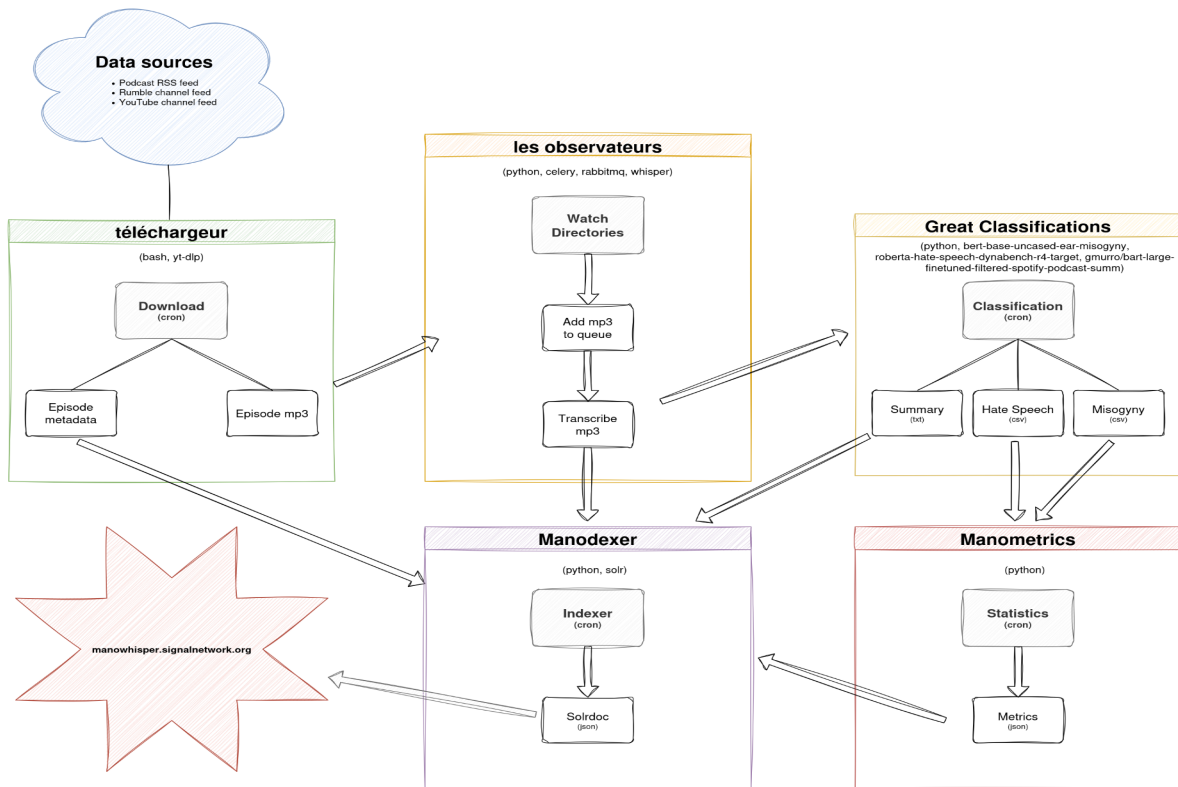 Data sources
Podcast RSS feed
Rumble channel feed
YouTube channel feed
téléchargeur
(bash, yt-dlp)
Download
(cron)
Episode
metadata
Episode mp3
les observateurs
(python, celery, rabbitmq, whisper)
Watch
Directories
Add mp3
to queue
Transcribe
mp3
Great Classifications
(python, bert-base-uncased-ear-misogyny,
roberta-hate-speech-dynabench-r4-target, gmurro/bart-large-
finetuned-filtered-spotify-podcast-summ)
Classification
(cron)
Summary
(txt)
Hate Speech
(csv)
Misogyny
(csv)
manowhisper.signalnetwork.org
Manodexer
(python, solr)
Indexer
(cron)
Solrdoc
(json)
Manometrics
(python)
Statistics
(cron)
Metrics
(json)